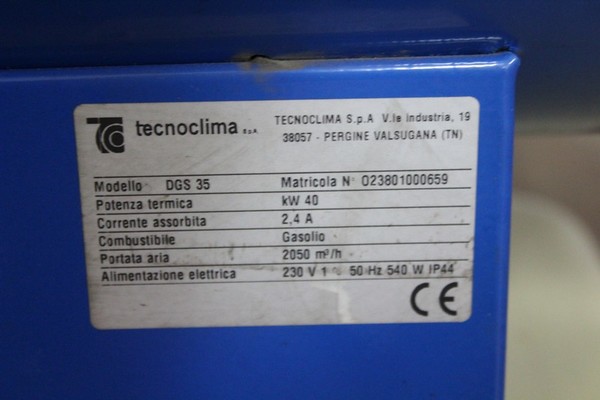 TCO tecnoclima S.p.A. TECNOCLIMA S.p.A V.le industria, 19
38057 - PERGINE VALSUGANA (TN)
Modello DGS 35 Matricola N° 023801000659
Potenza termica kW 40
Corrente assorbita 2,4 A
Combustibile Gasolio
Portata aria 2050 m³/h
Alimentazione elettrica 230 V 1 ~ 50 Hz 540 W IP44
CE